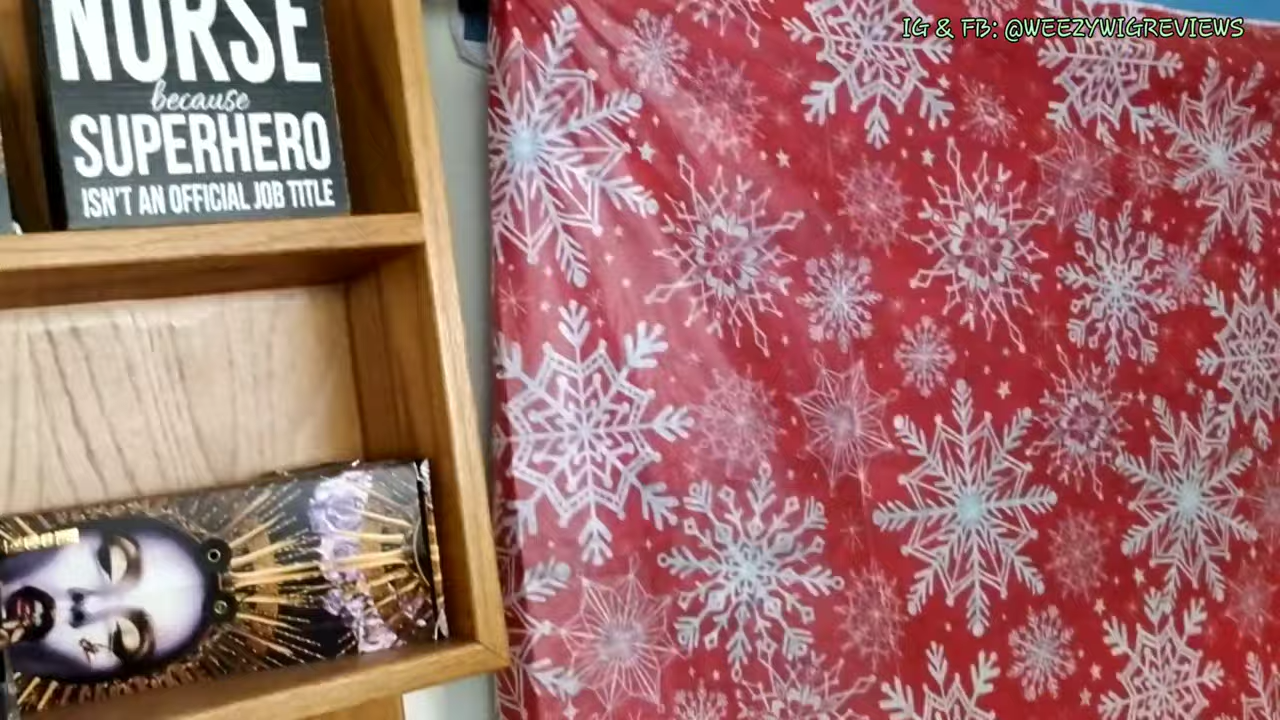 IG & FB: @WEEZYWIGREVIEWS
NURSE
because
SUPERHERO
ISN'T AN OFFICIAL JOB TITLE